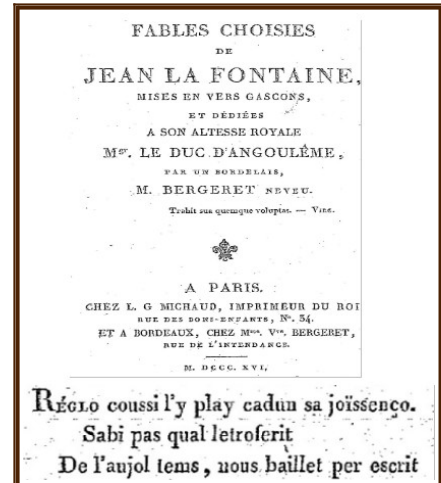 FABLES CHOISIES
DE
JEAN LA FONTAINE,
MISES EN VERS GASCONS,
ET DÉDIÉES
A SON ALTESSE ROYALE
Mgr. LE DUC D'ANGOULÊME,
PAR UN BORDELAIS,
M. BERGERET NEVEU.
Trahit sua quemque voluptas. — VIRG.
A PARIS.
CHEZ L. G MICHAUD, IMPRIMEUR DU ROI
RUE DES BONS-ENFANTS, No. 34.
ET A BORDEAUX, CHEZ Mme. Vve. BERGERET,
RUE DE L'INTENDANCE.
M. DCCC. XVI.
RÉGLO coussi l'y play cadun sa joïssenço.
Sabi pas qual letroferit
De l'aujol tems, nous baillet per escrit